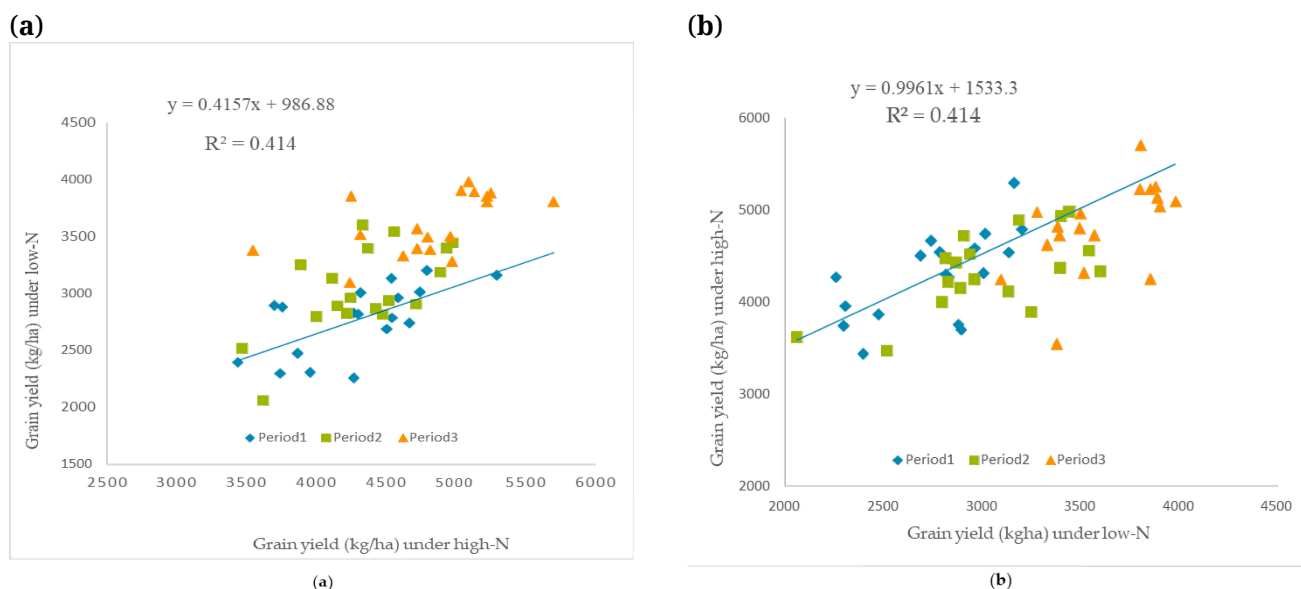 (a)
y = 0.4157x + 986.88
R² = 0.414
4500
4000
3500
3000
2500
2000
1500
Grain yield (kg/ha) under low-N
Period1 Period2 Period3
2500 3000 3500 4000 4500 5000 5500 6000
Grain yield (kg/ha) under high-N
(a)
(b)
y = 0.9961x + 1533.3
R² = 0.414
6000
5000
4000
3000
2000
Grain yield (kg/ha) under high-N
Period1 Period2 Period3
2000 2500 3000 3500 4000 4500
Grain yield (kgha) under low-N
(b)